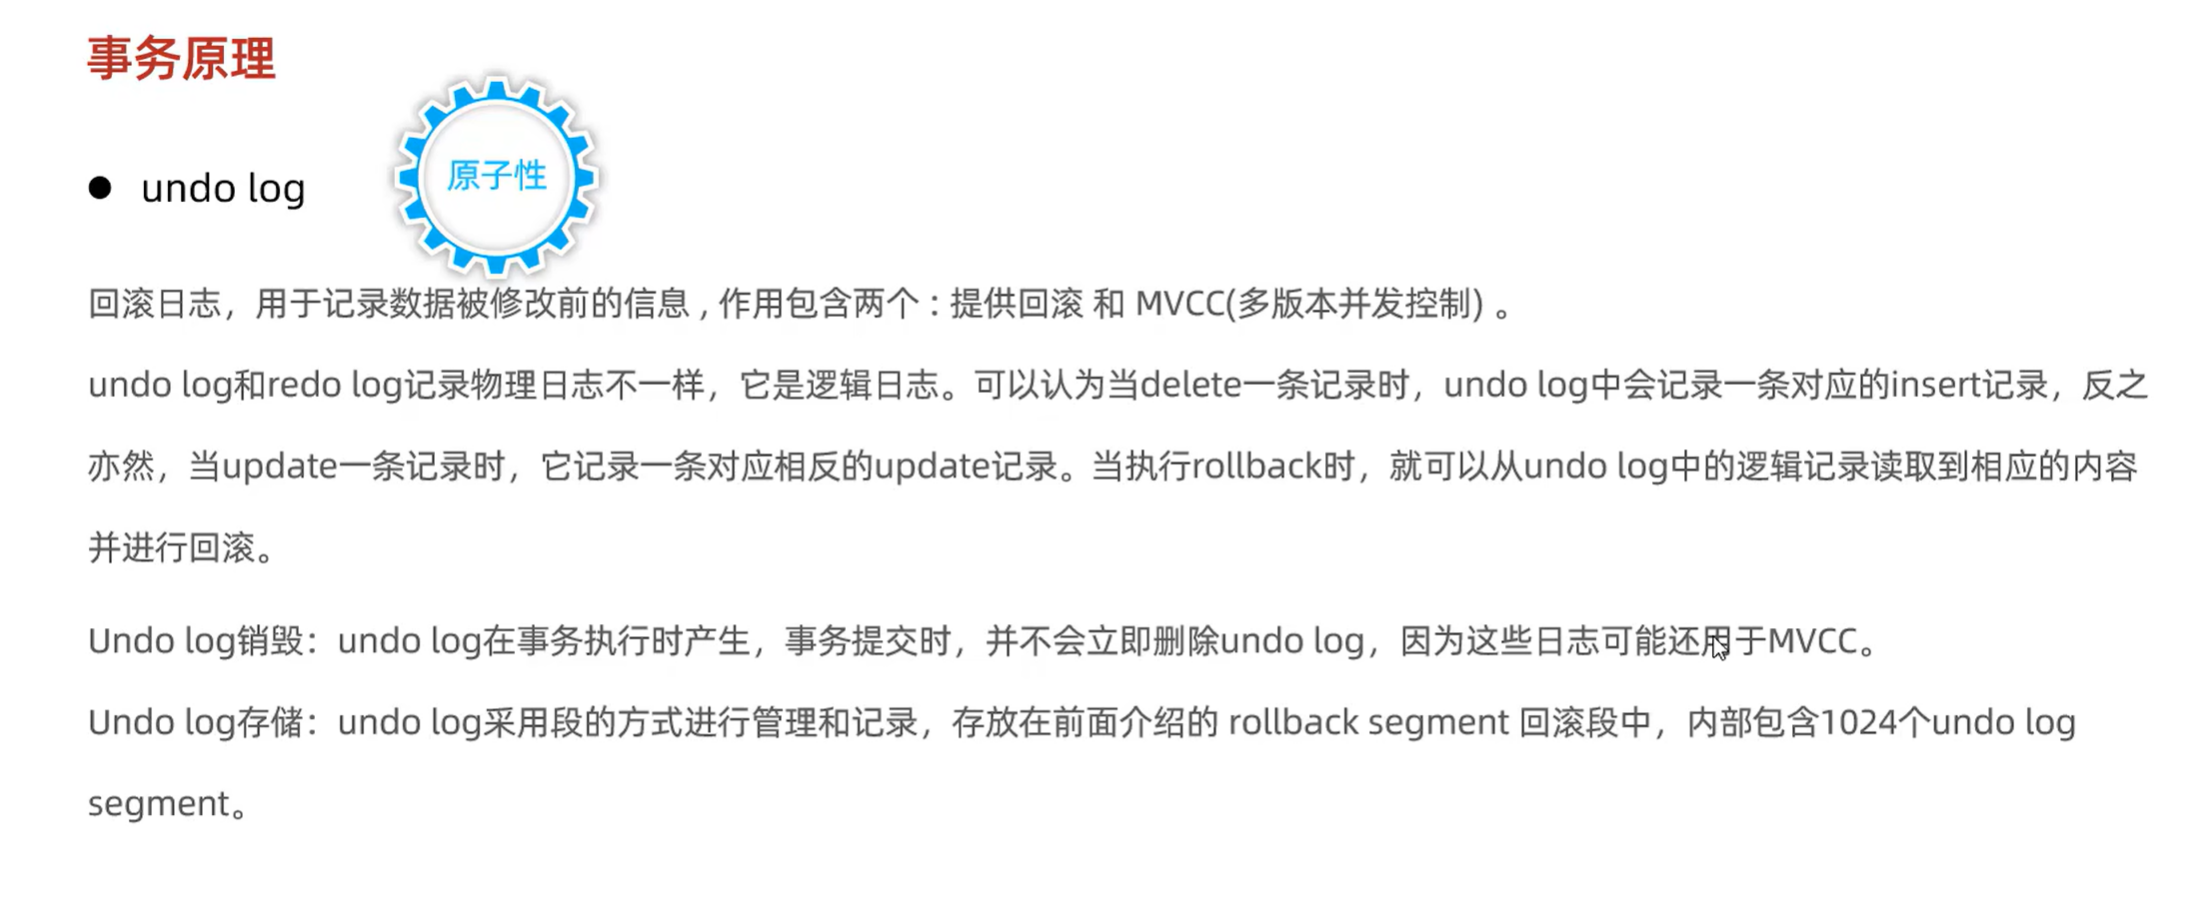 事务原理
原子性
undo log
回滚日志，用于记录数据被修改前的信息 , 作用包含两个 : 提供回滚 和 MVCC(多版本并发控制) 。
undo log和redo log记录物理日志不一样，它是逻辑日志。可以认为当delete一条记录时，undo log中会记录一条对应的insert记录，反之
亦然，当update一条记录时，它记录一条对应相反的update记录。当执行rollback时，就可以从undo log中的逻辑记录读取到相应的内容
并进行回滚。
Undo log销毁：undo log在事务执行时产生，事务提交时，并不会立即删除undo log，因为这些日志可能还用于MVCC。
Undo log存储：undo log采用段的方式进行管理和记录，存放在前面介绍的 rollback segment 回滚段中，内部包含1024个undo log
segment。